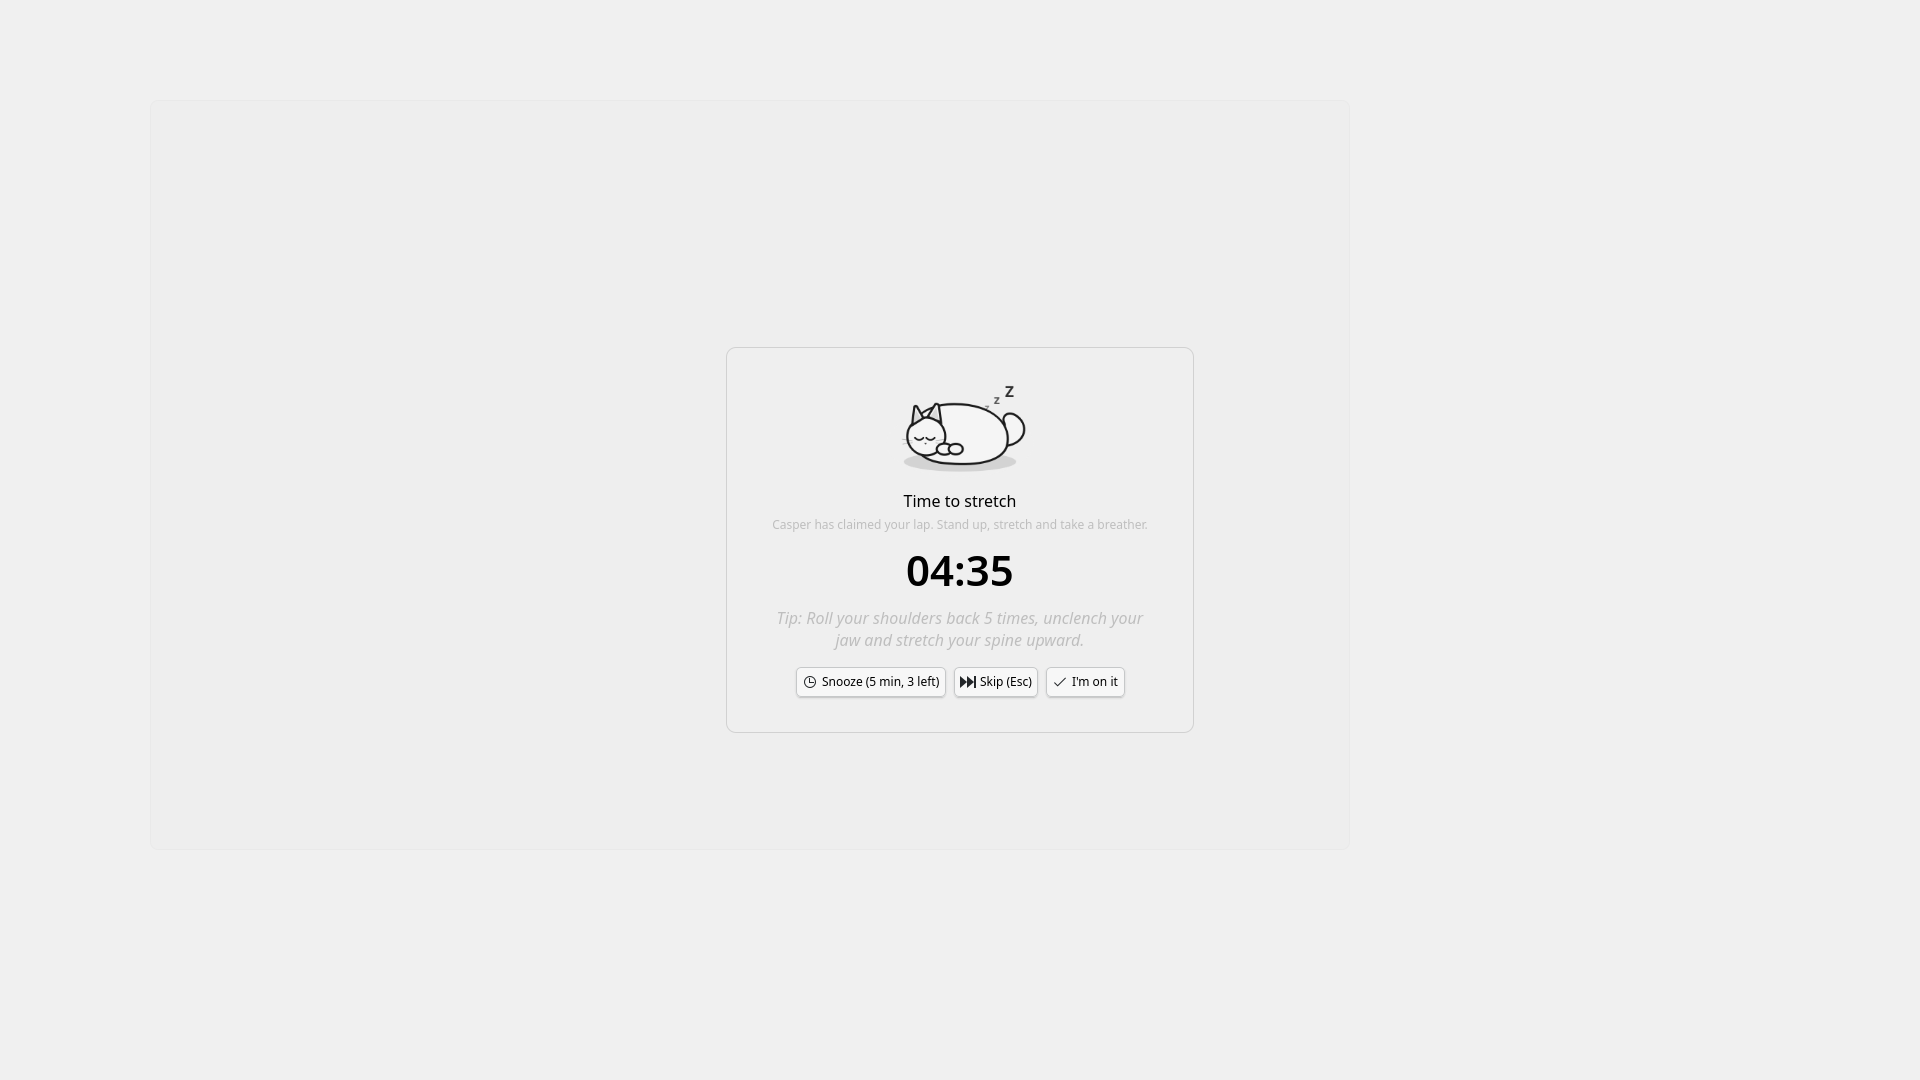 z z Z
Time to stretch
Casper has claimed your lap. Stand up, stretch and take a breather.
04:35
Tip: Roll your shoulders back 5 times, unclench your
jaw and stretch your spine upward.
Snooze (5 min, 3 left) Skip (Esc) I'm on it